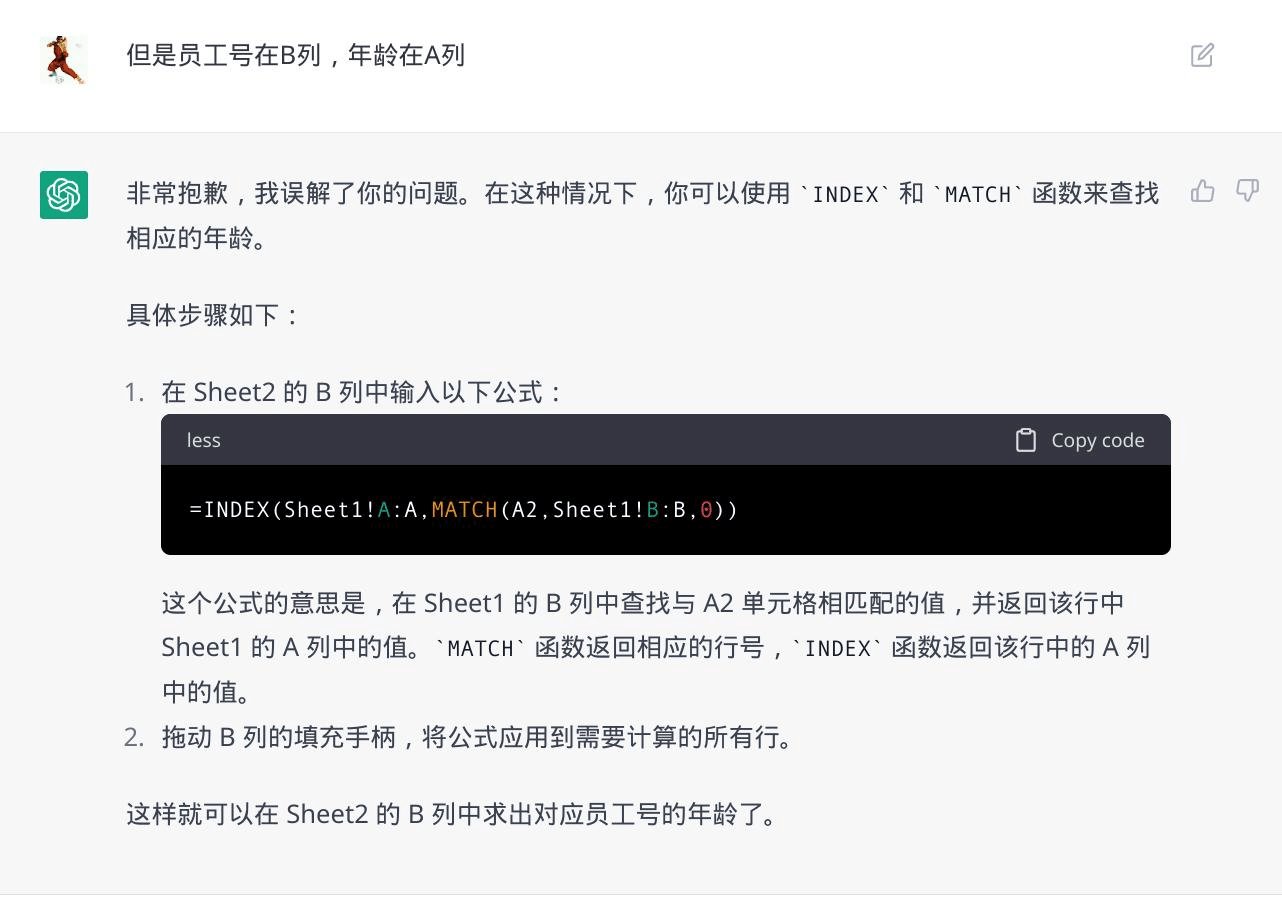 但是员工号在B列，年龄在A列
非常抱歉，我误解了你的问题。在这种情况下，你可以使用 `INDEX` 和 `MATCH` 函数来查找
相应的年龄。
具体步骤如下：
1. 在 Sheet2 的 B 列中输入以下公式：
less
Copy code
=INDEX(Sheet1!A:A,MATCH(A2,Sheet1!B:B,0))
这个公式的意思是，在 Sheet1 的 B 列中查找与 A2 单元格相匹配的值，并返回该行中
Sheet1 的 A 列中的值。`MATCH` 函数返回相应的行号，`INDEX` 函数返回该行中的 A 列
中的值。
2. 拖动 B 列的填充手柄，将公式应用到需要计算的所有行。
这样就可以在 Sheet2 的 B 列中求出对应员工号的年龄了。